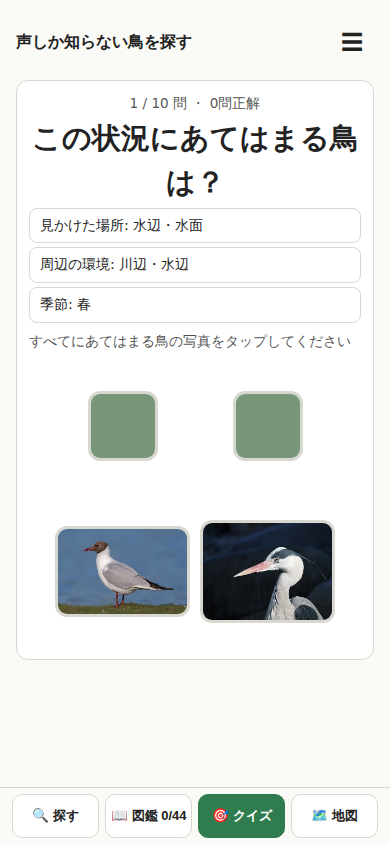 声しか知らない鳥を探す
☰
1 / 10 問 ・ 0問正解
この状況にあてはまる鳥
は？
見かけた場所: 水辺・水面
周辺の環境: 川辺・水辺
季節: 春
すべてにあてはまる鳥の写真をタップしてください
🔍 探す
📖 図鑑 0/44
🎯 クイズ
🗺️ 地図